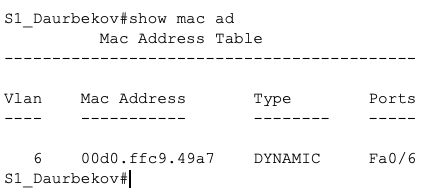 S1_Daurbekov#show mac ad
Mac Address Table
-------------------------------------------
Vlan Mac Address Type Ports
---- ----------- -------- -----
6 00d0.ffc9.49a7 DYNAMIC Fa0/6
S1_Daurbekov#